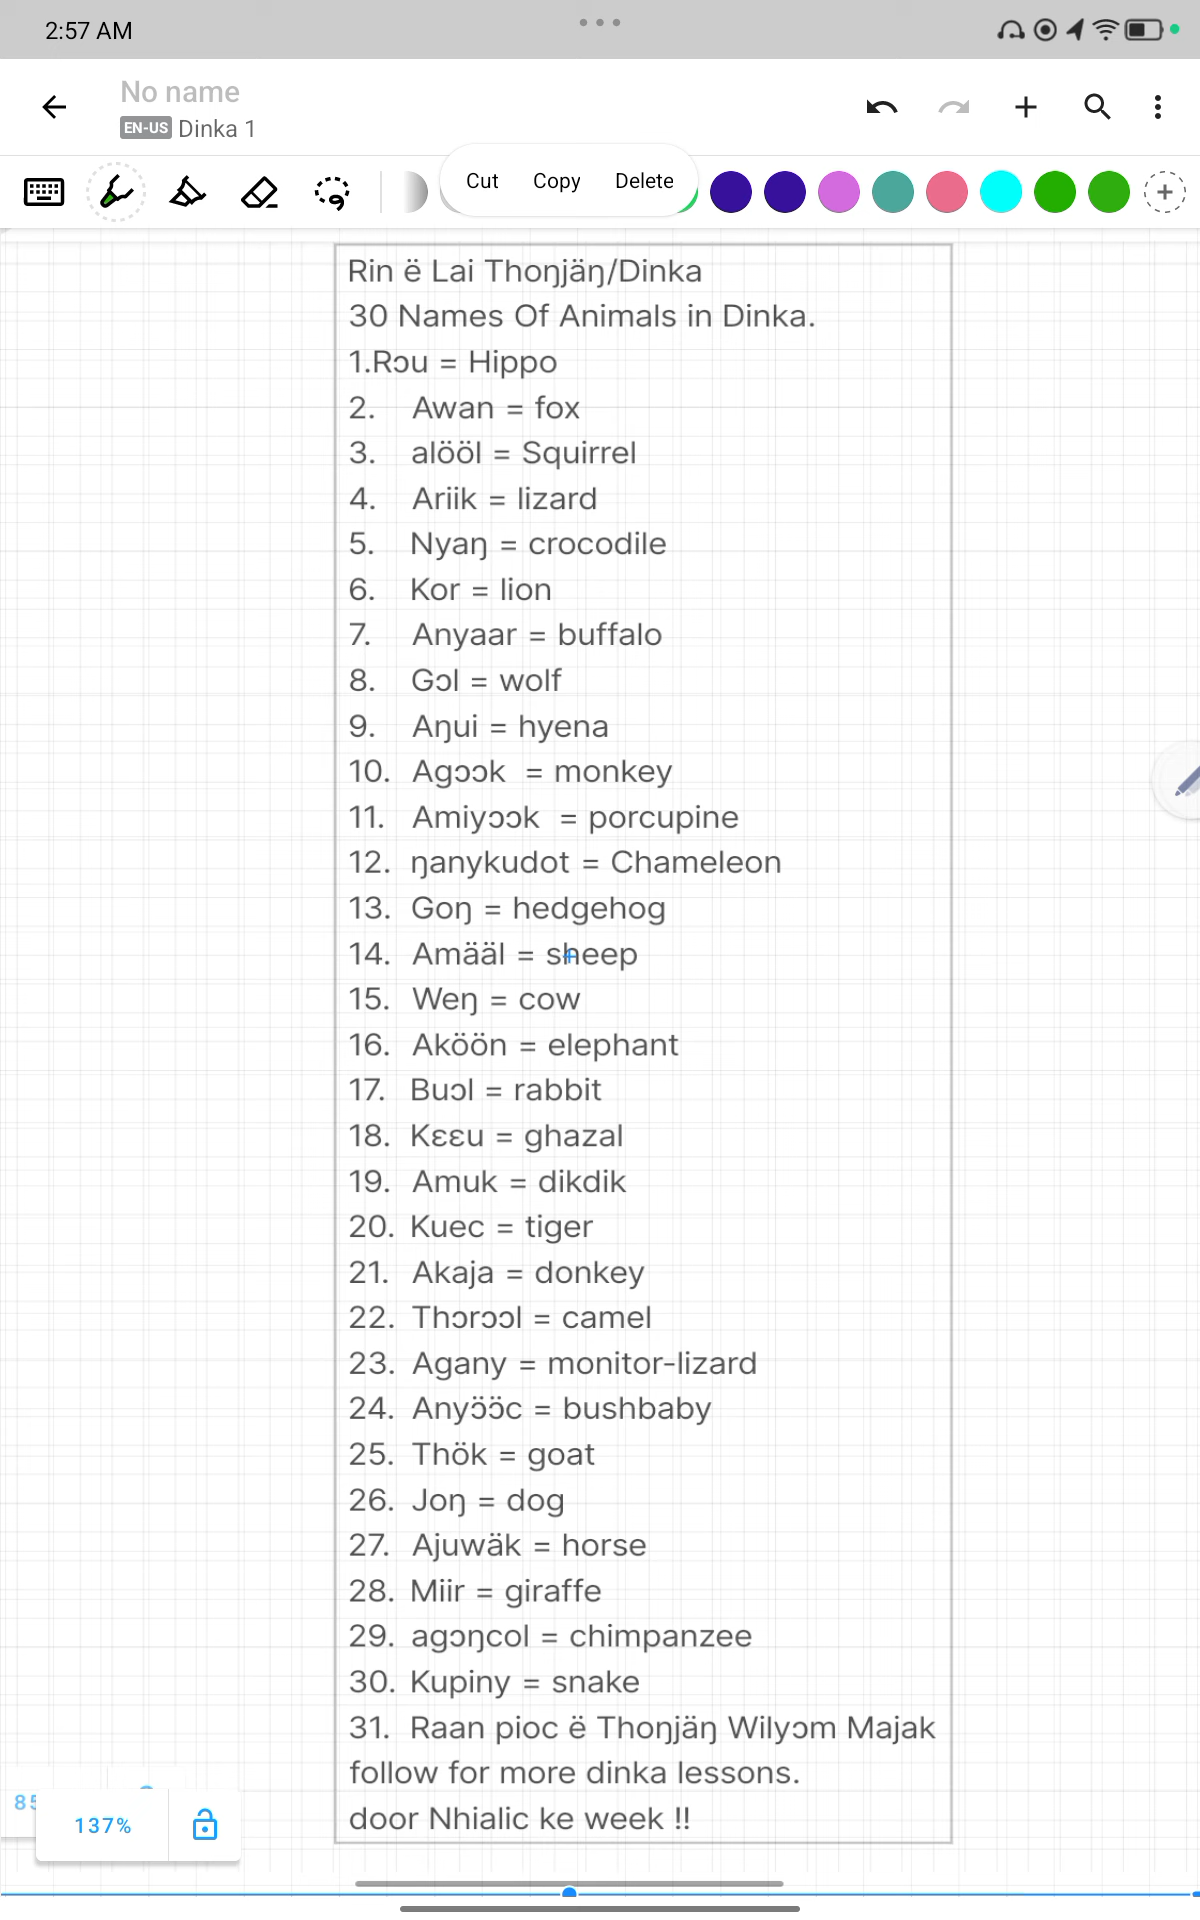 2:57 AM
No name
EN-US Dinka 1
Cut Copy Delete
Rin ë Lai Thoŋjäŋ/Dinka
30 Names Of Animals in Dinka.
1.Rɔu = Hippo
2. Awan = fox
3. alööl = Squirrel
4. Ariik = lizard
5. Nyaŋ = crocodile
6. Kor = lion
7. Anyaar = buffalo
8. Gɔl = wolf
9. Aŋui = hyena
10. Agɔɔk = monkey
11. Amiyɔɔk = porcupine
12. ŋanykudot = Chameleon
13. Goŋ = hedgehog
14. Amääl = sheep
15. Weŋ = cow
16. Aköön = elephant
17. Buɔl = rabbit
18. Kɛɛu = ghazal
19. Amuk = dikdik
20. Kuec = tiger
21. Akaja = donkey
22. Thɔrɔɔl = camel
23. Agany = monitor-lizard
24. Anyɔ̈ɔ̈c = bushbaby
25. Thök = goat
26. Joŋ = dog
27. Ajuwäk = horse
28. Miir = giraffe
29. agɔŋcol = chimpanzee
30. Kupiny = snake
31. Raan pioc ë Thoŋjäŋ Wilyɔm Majak
follow for more dinka lessons.
door Nhialic ke week !!
137%